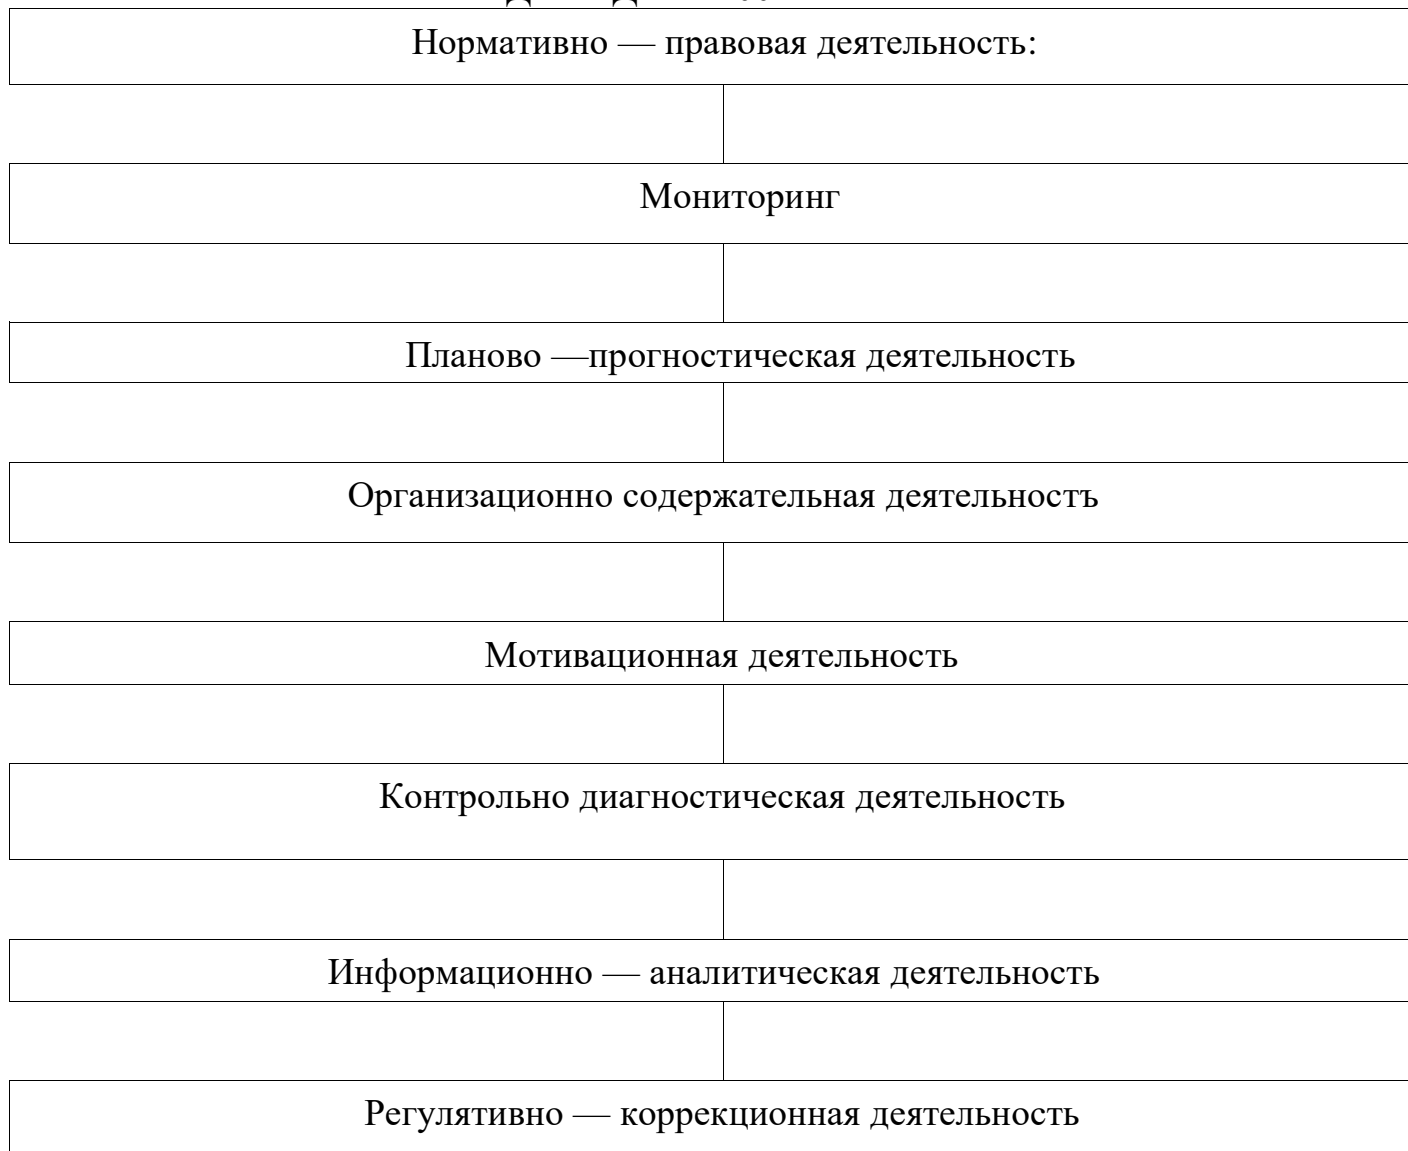 Нормативно — правовая деятельность:
Мониторинг
Планово —прогностическая деятельность
Организационно содержательная деятельностъ
Мотивационная деятельность
Контрольно диагностическая деятельность
Информационно — аналитическая деятельность
Регулятивно — коррекционная деятельность